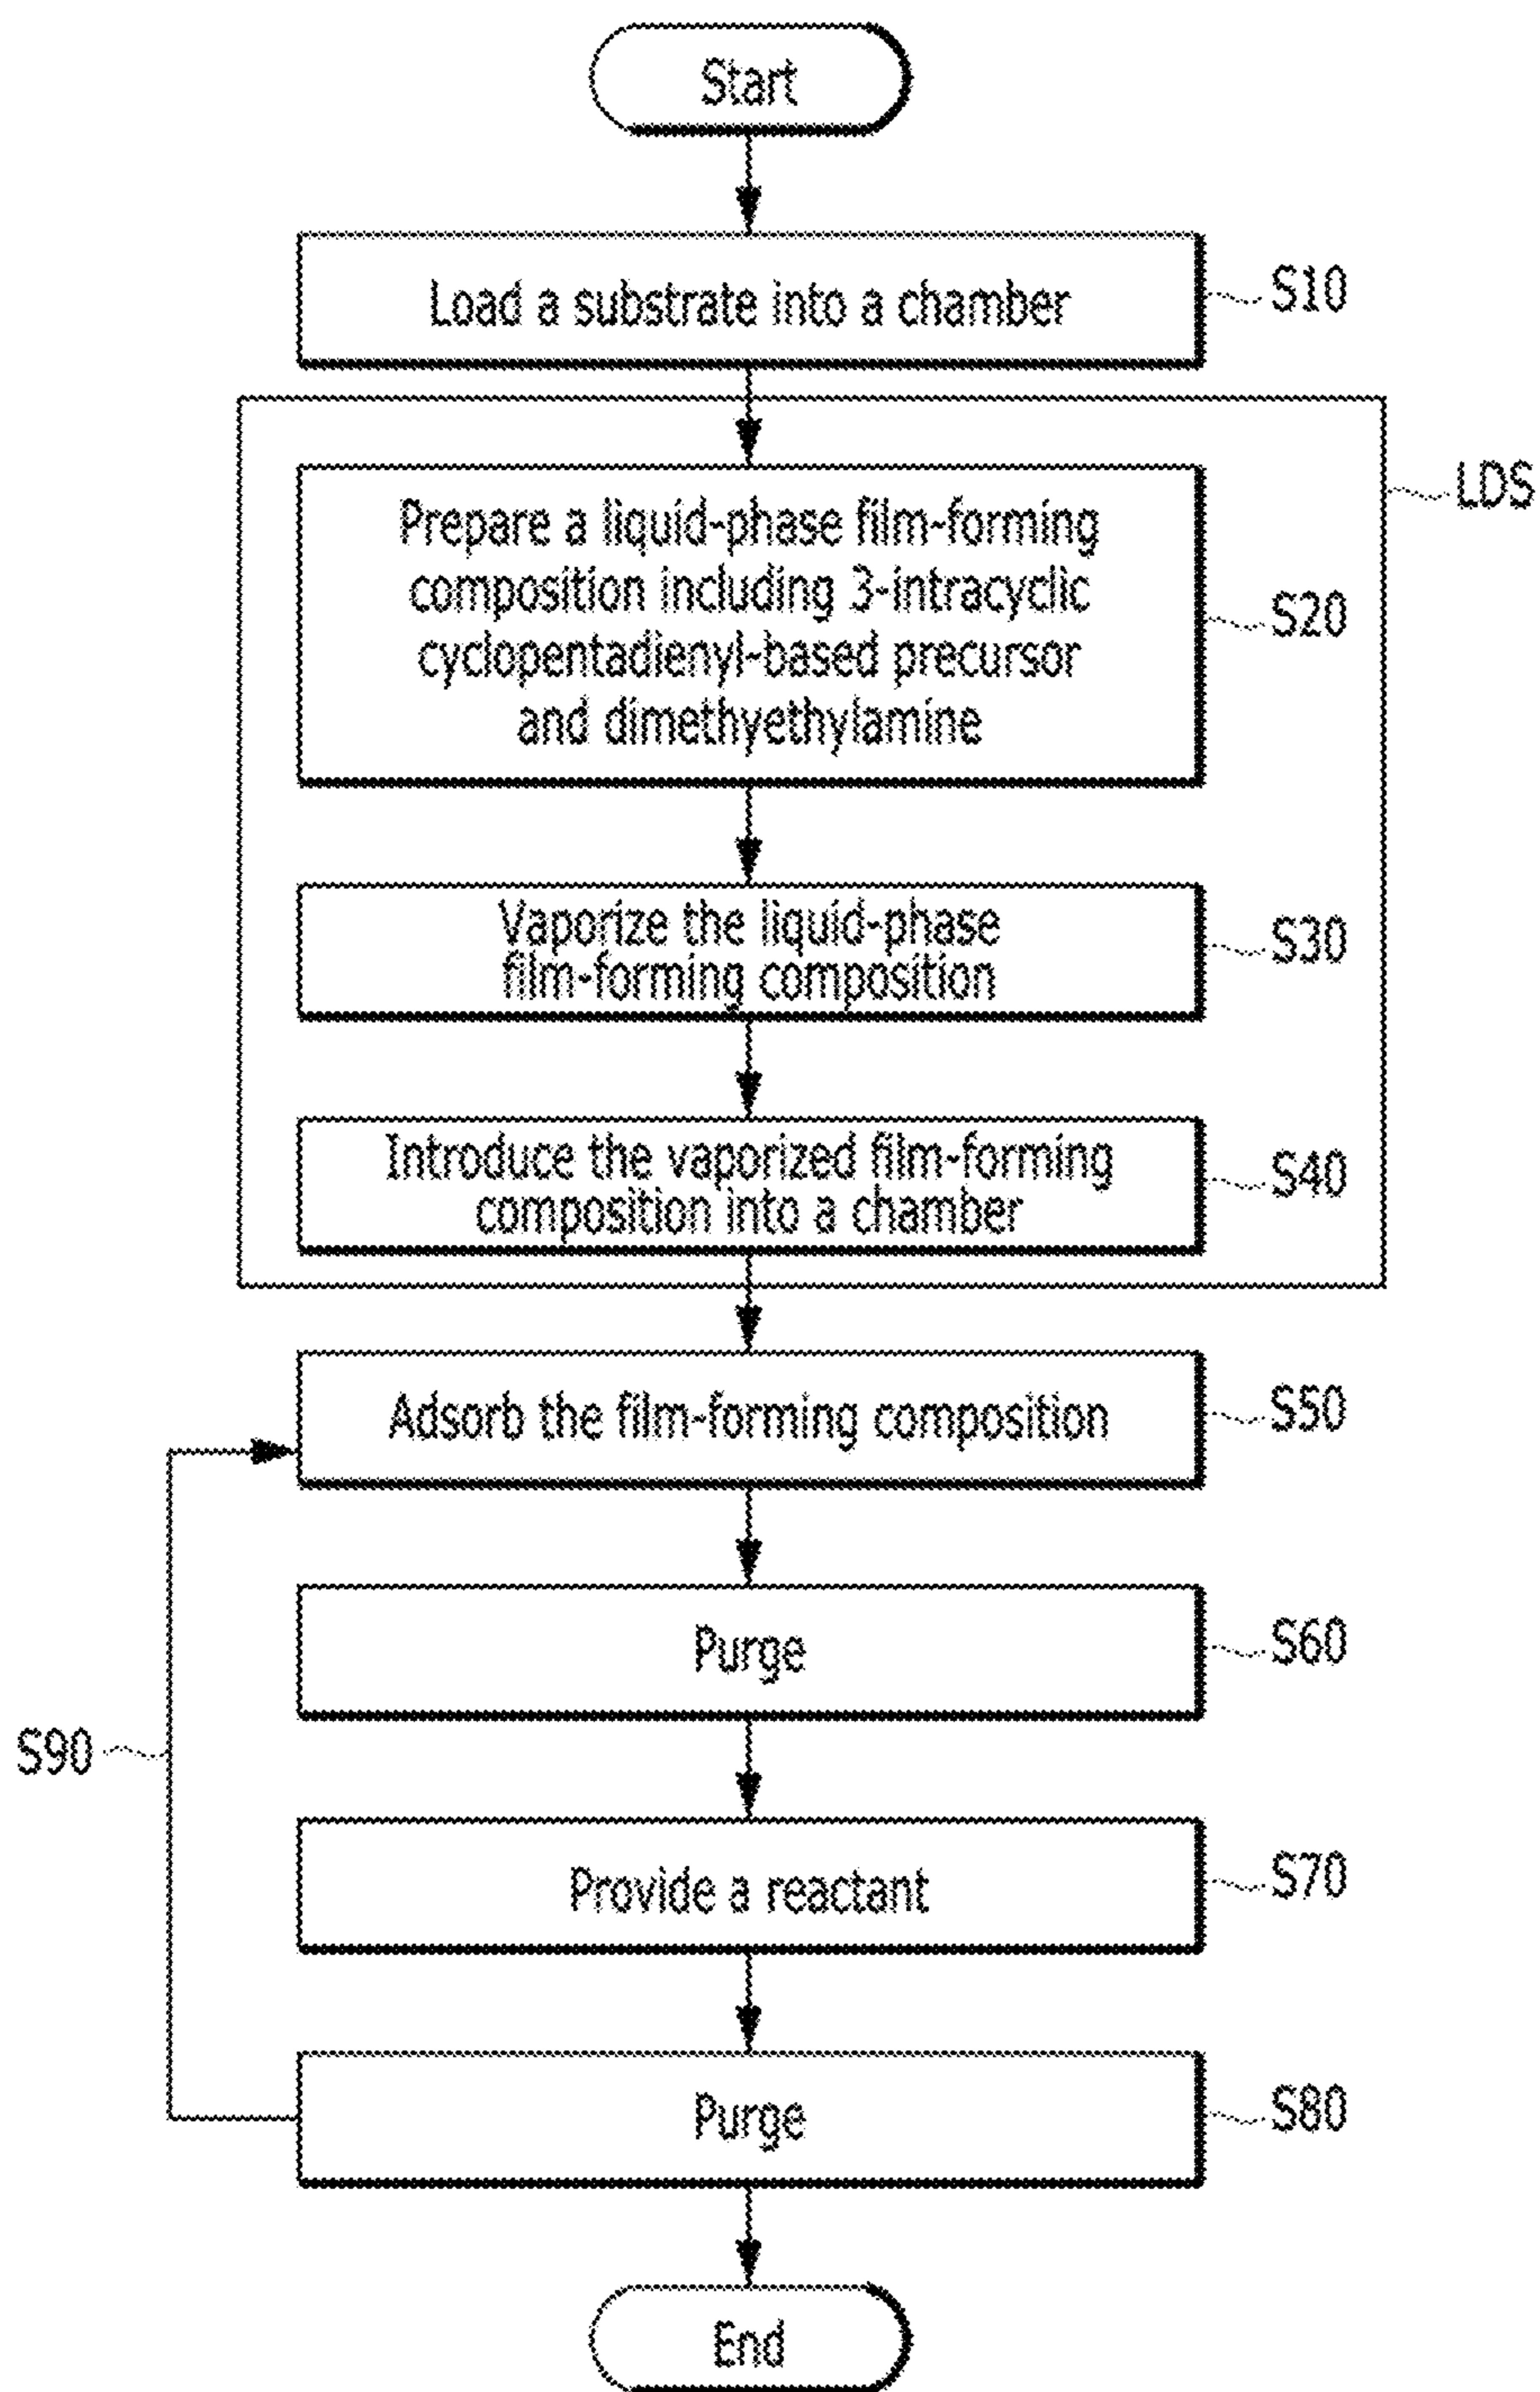 Start
Load a substrate into a chamber
S10
LDS
Prepare a liquid-phase film-forming
composition including 3-intracyclic
cyclopentadienyl-based precursor
and dimethyethylamine
S20
Vaporize the liquid-phase
film-forming composition
S30
Introduce the vaporized film-forming
composition into a chamber
S40
Adsorb the film-forming composition
S50
Purge
S60
S90
Provide a reactant
S70
Purge
S80
End